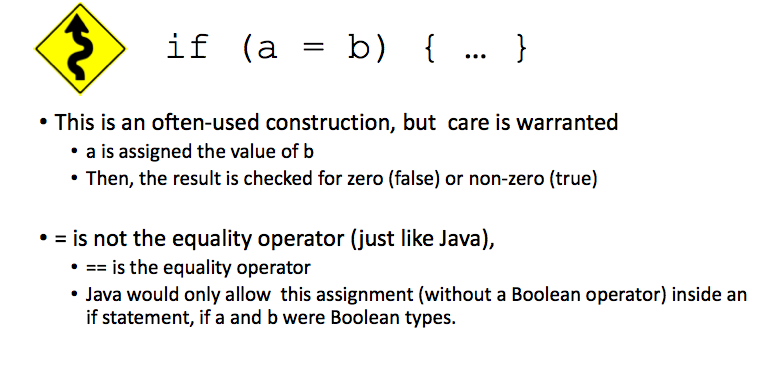 if (a = b) { … }
• This is an often-used construction, but care is warranted
• a is assigned the value of b
• Then, the result is checked for zero (false) or non-zero (true)
• = is not the equality operator (just like Java),
• == is the equality operator
• Java would only allow this assignment (without a Boolean operator) inside an
if statement, if a and b were Boolean types.